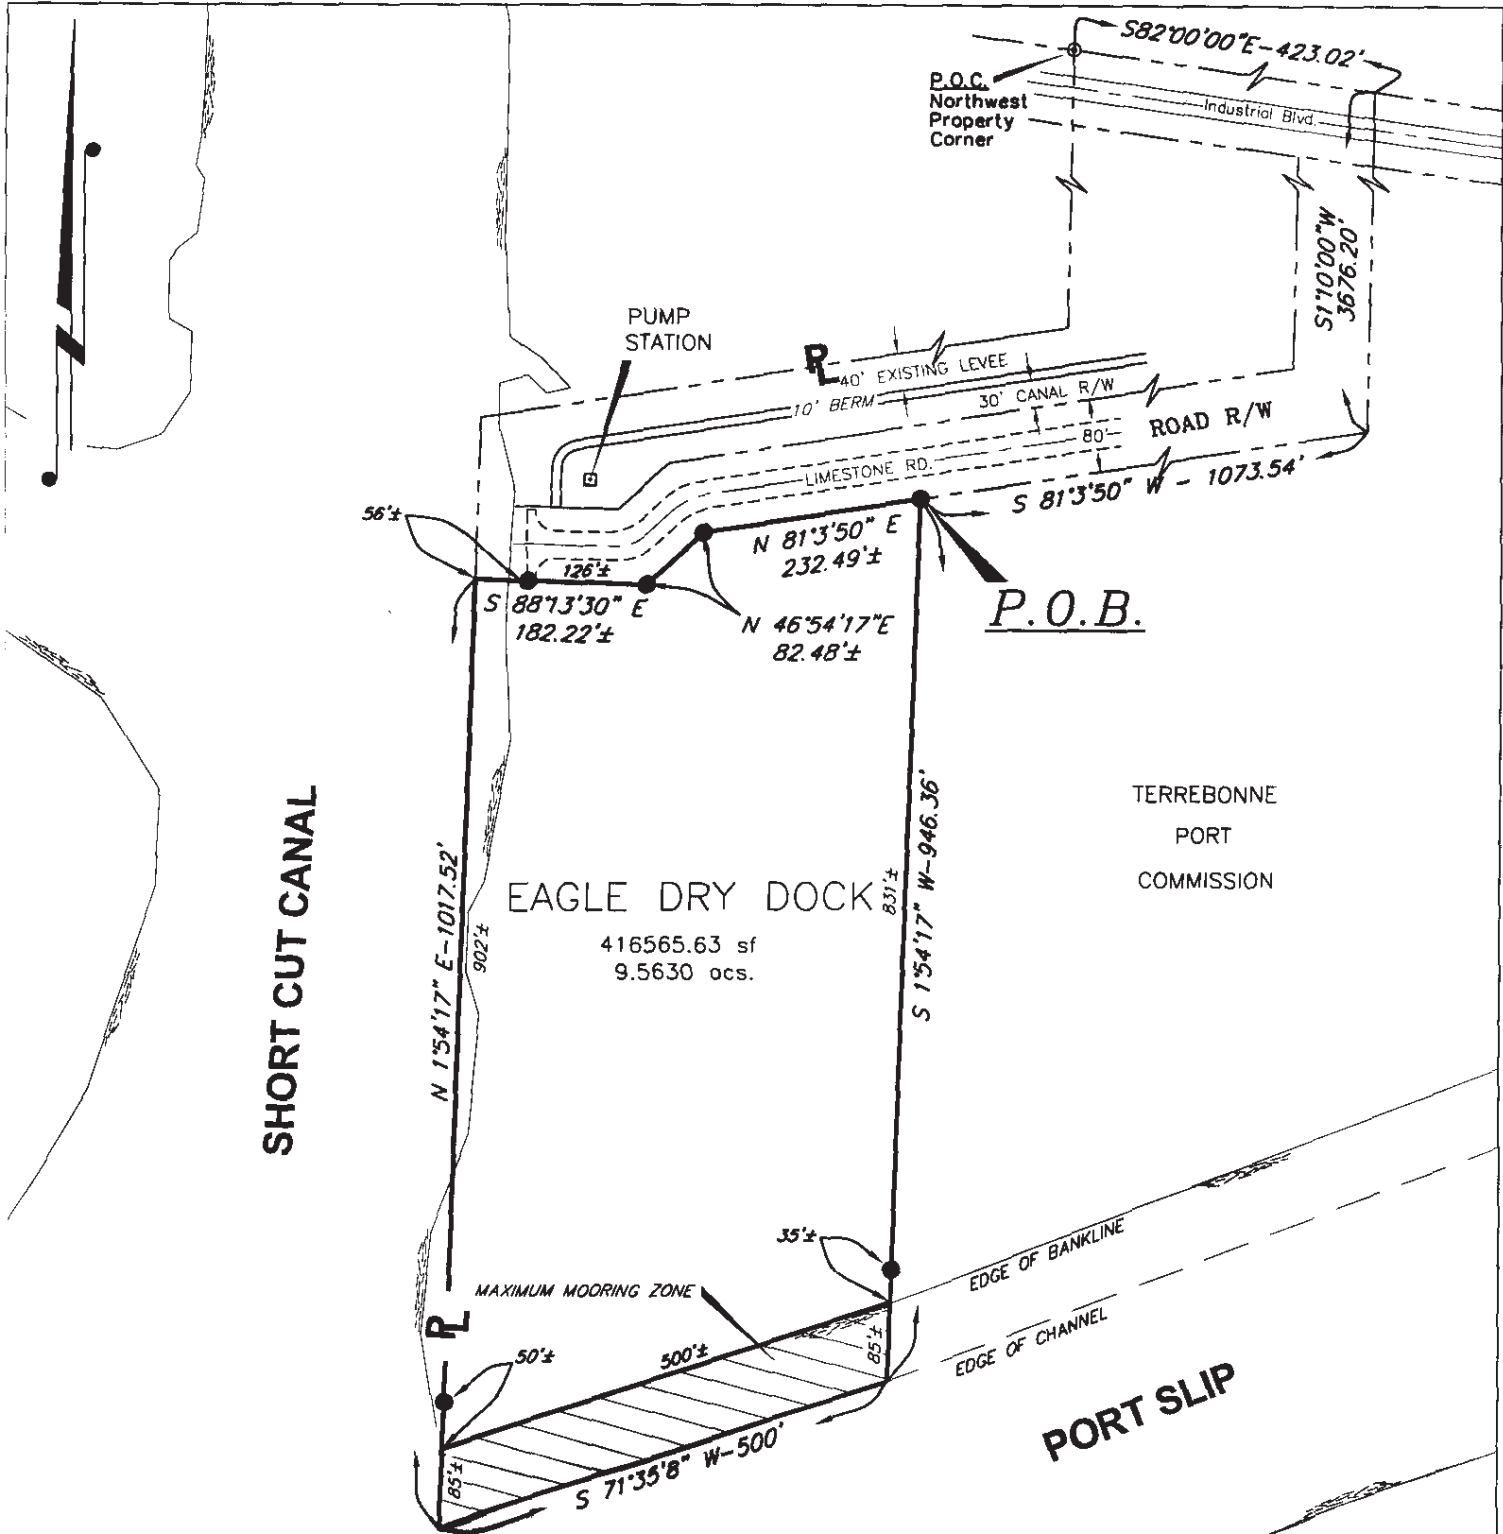 S82°00'00"E-423.02'
P.O.C.
Northwest
Property
Corner
Industrial Blvd.
S1°10'00"W
3676.20'
PUMP
STATION
PL
40' EXISTING LEVEE
10' BERM
30' CANAL R/W
80'
ROAD R/W
LIMESTONE RD.
S 81°3'50" W - 1073.54'
56'±
126'±
N 81°3'50" E
232.49'±
S 88°13'30" E
182.22'±
N 46°54'17"E
82.48'±
P.O.B.
TERREBONNE
PORT
COMMISSION
SHORT CUT CANAL
N 1°54'17" E-1017.52'
902'±
EAGLE DRY DOCK
416565.63 sf
9.5630 acs.
831'±
S 1°54'17" W-946.36'
35'±
EDGE OF BANKLINE
MAXIMUM MOORING ZONE
PL
50'±
500'±
85'±
EDGE OF CHANNEL
PORT SLIP
85'±
S 71°35'8" W-500'